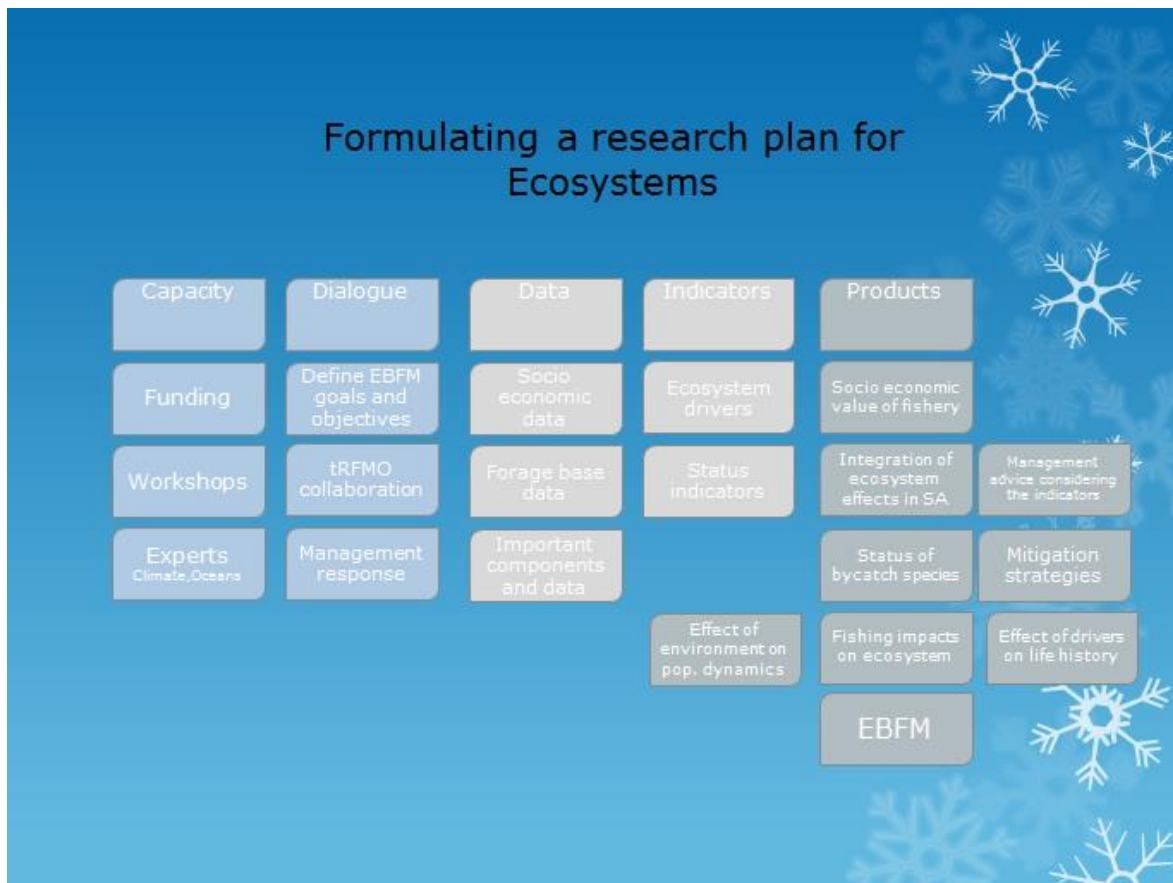 Formulating a research plan for
Ecosystems
Capacity
Dialogue
Data
Indicators
Products
Funding
Define EBFM
goals and
objectives
Socio
economic
data
Ecosystem
drivers
Socio economic
value of fishery
Workshops
tRFMO
collaboration
Forage base
data
Status
indicators
Integration of
ecosystem
effects in SA
Management
advice considering
the indicators
Experts
Climate,Oceans
Management
response
Important
components
and data
Status of
bycatch species
Mitigation
strategies
Effect of
environment on
pop. dynamics
Fishing impacts
on ecosystem
Effect of drivers
on life history
EBFM